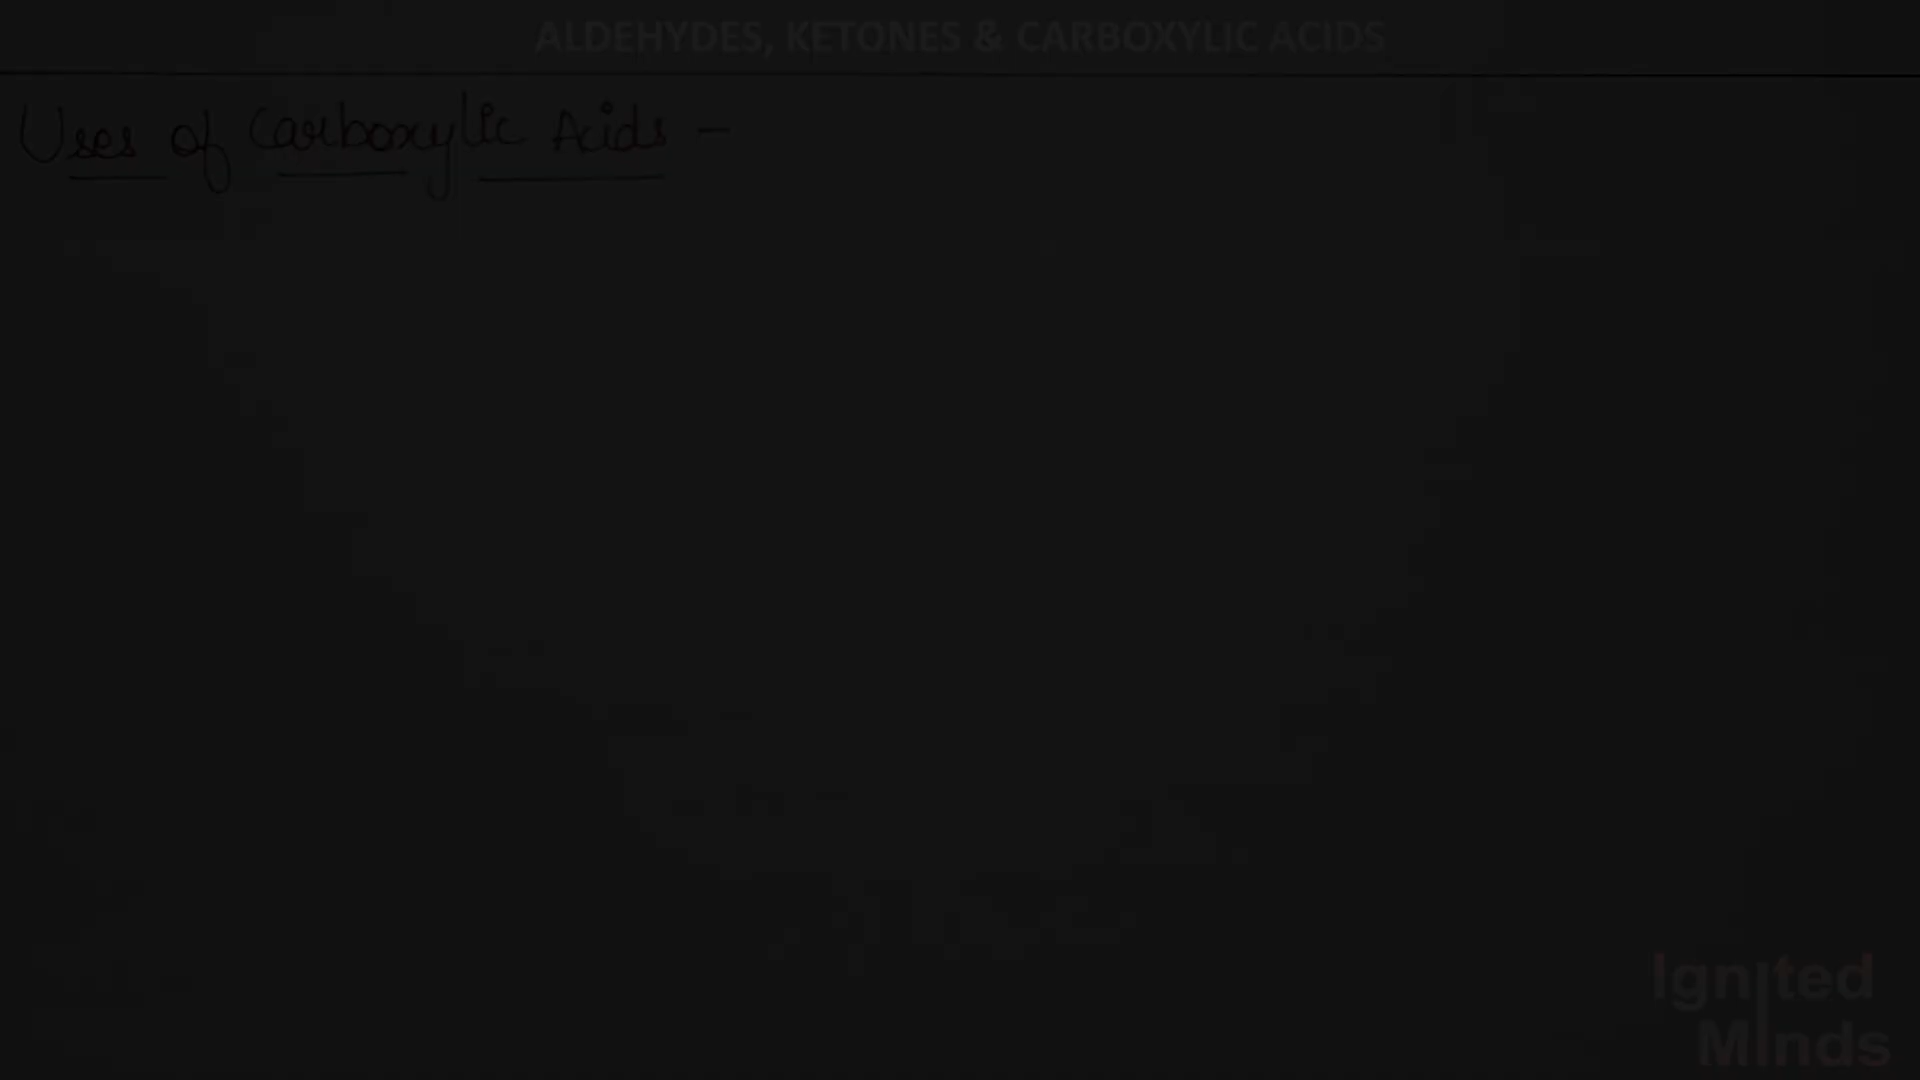 ALDEHYDES, KETONES & CARBOXYLIC ACIDS
Uses of Carboxylic Acids -
Ignited
Minds